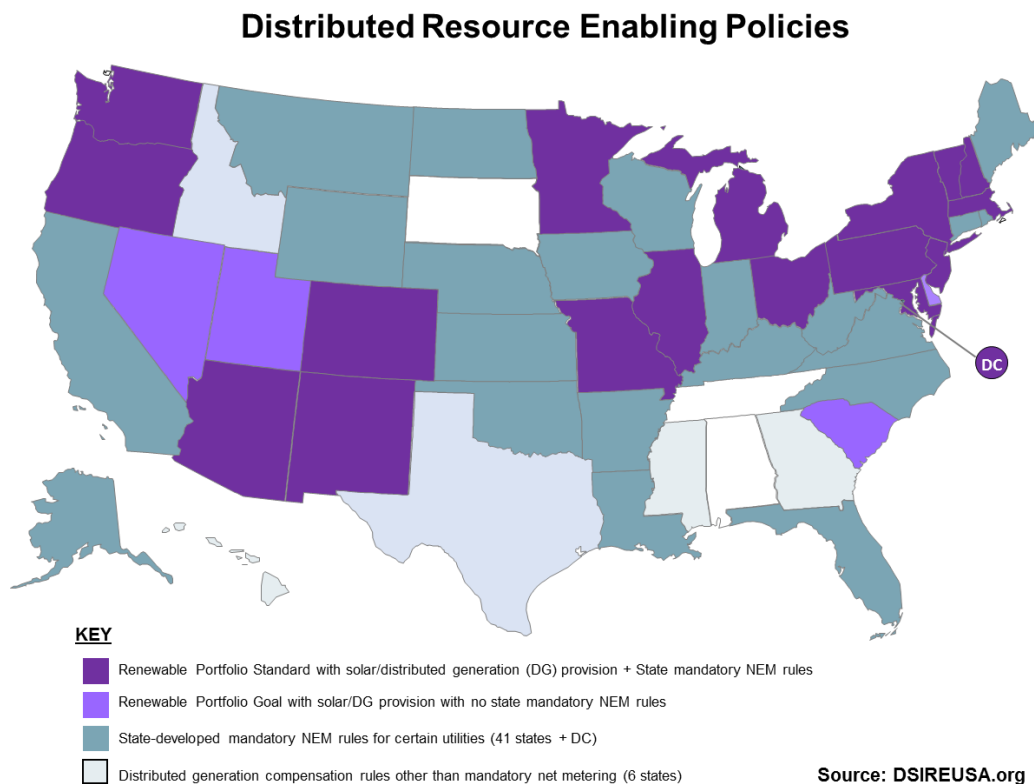 Distributed Resource Enabling Policies
DC
KEY
Renewable Portfolio Standard with solar/distributed generation (DG) provision + State mandatory NEM rules
Renewable Portfolio Goal with solar/DG provision with no state mandatory NEM rules
State-developed mandatory NEM rules for certain utilities (41 states + DC)
Distributed generation compensation rules other than mandatory net metering (6 states)
Source: DSIREUSA.org